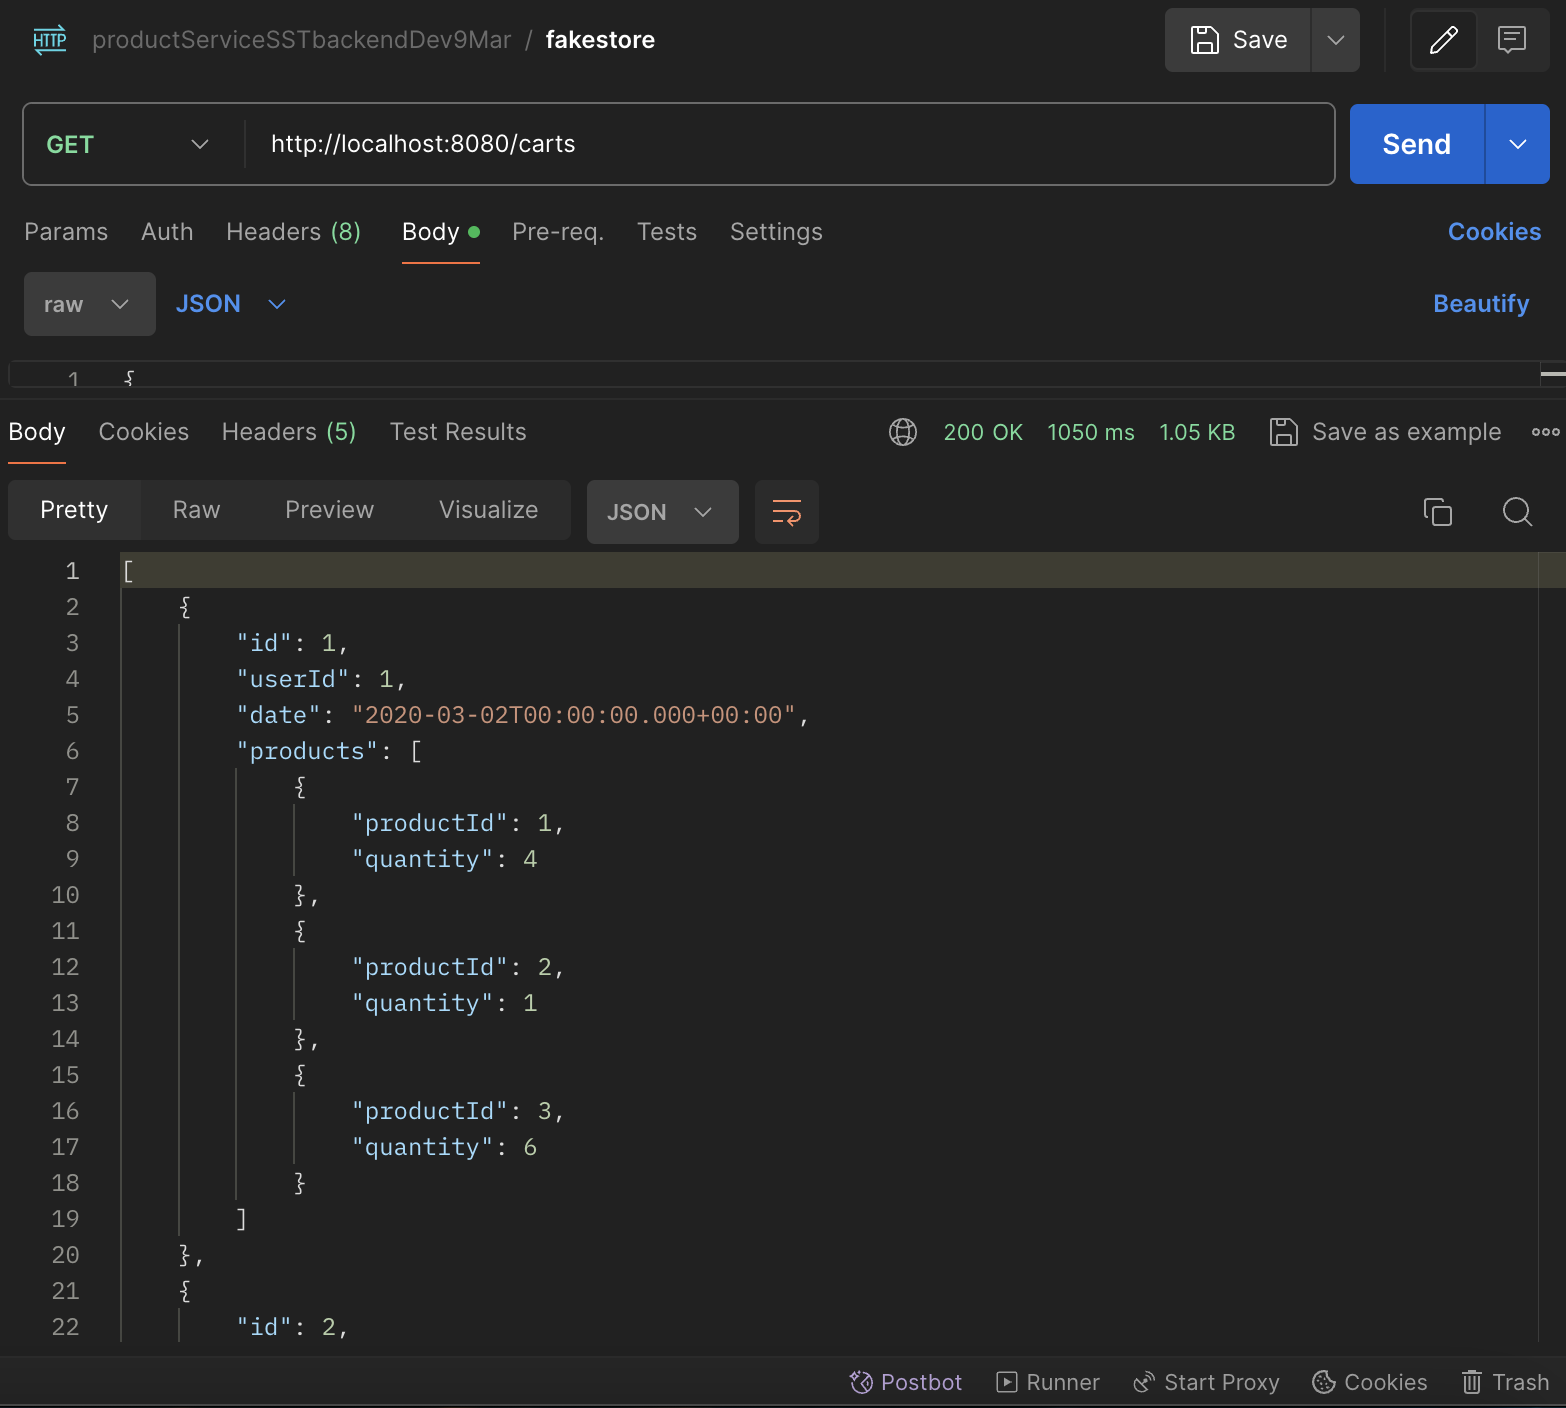 HTTP productServiceSSTbackendDev9Mar / fakestore Save
GET http://localhost:8080/carts Send
Params Auth Headers (8) Body Pre-req. Tests Settings Cookies
raw JSON Beautify
1 {
Body Cookies Headers (5) Test Results 200 OK 1050 ms 1.05 KB Save as example
Pretty Raw Preview Visualize JSON
1 [
2 {
3 "id": 1,
4 "userId": 1,
5 "date": "2020-03-02T00:00:00.000+00:00",
6 "products": [
7 {
8 "productId": 1,
9 "quantity": 4
10 },
11 {
12 "productId": 2,
13 "quantity": 1
14 },
15 {
16 "productId": 3,
17 "quantity": 6
18 }
19 ]
20 },
21 {
22 "id": 2,
Postbot Runner Start Proxy Cookies Trash